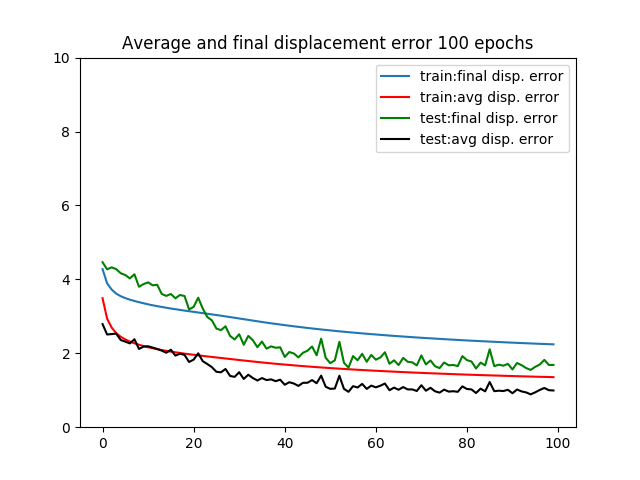 Average and final displacement error 100 epochs
train:final disp. error
train:avg disp. error
test:final disp. error
test:avg disp. error
10
8
6
4
2
0
0 20 40 60 80 100